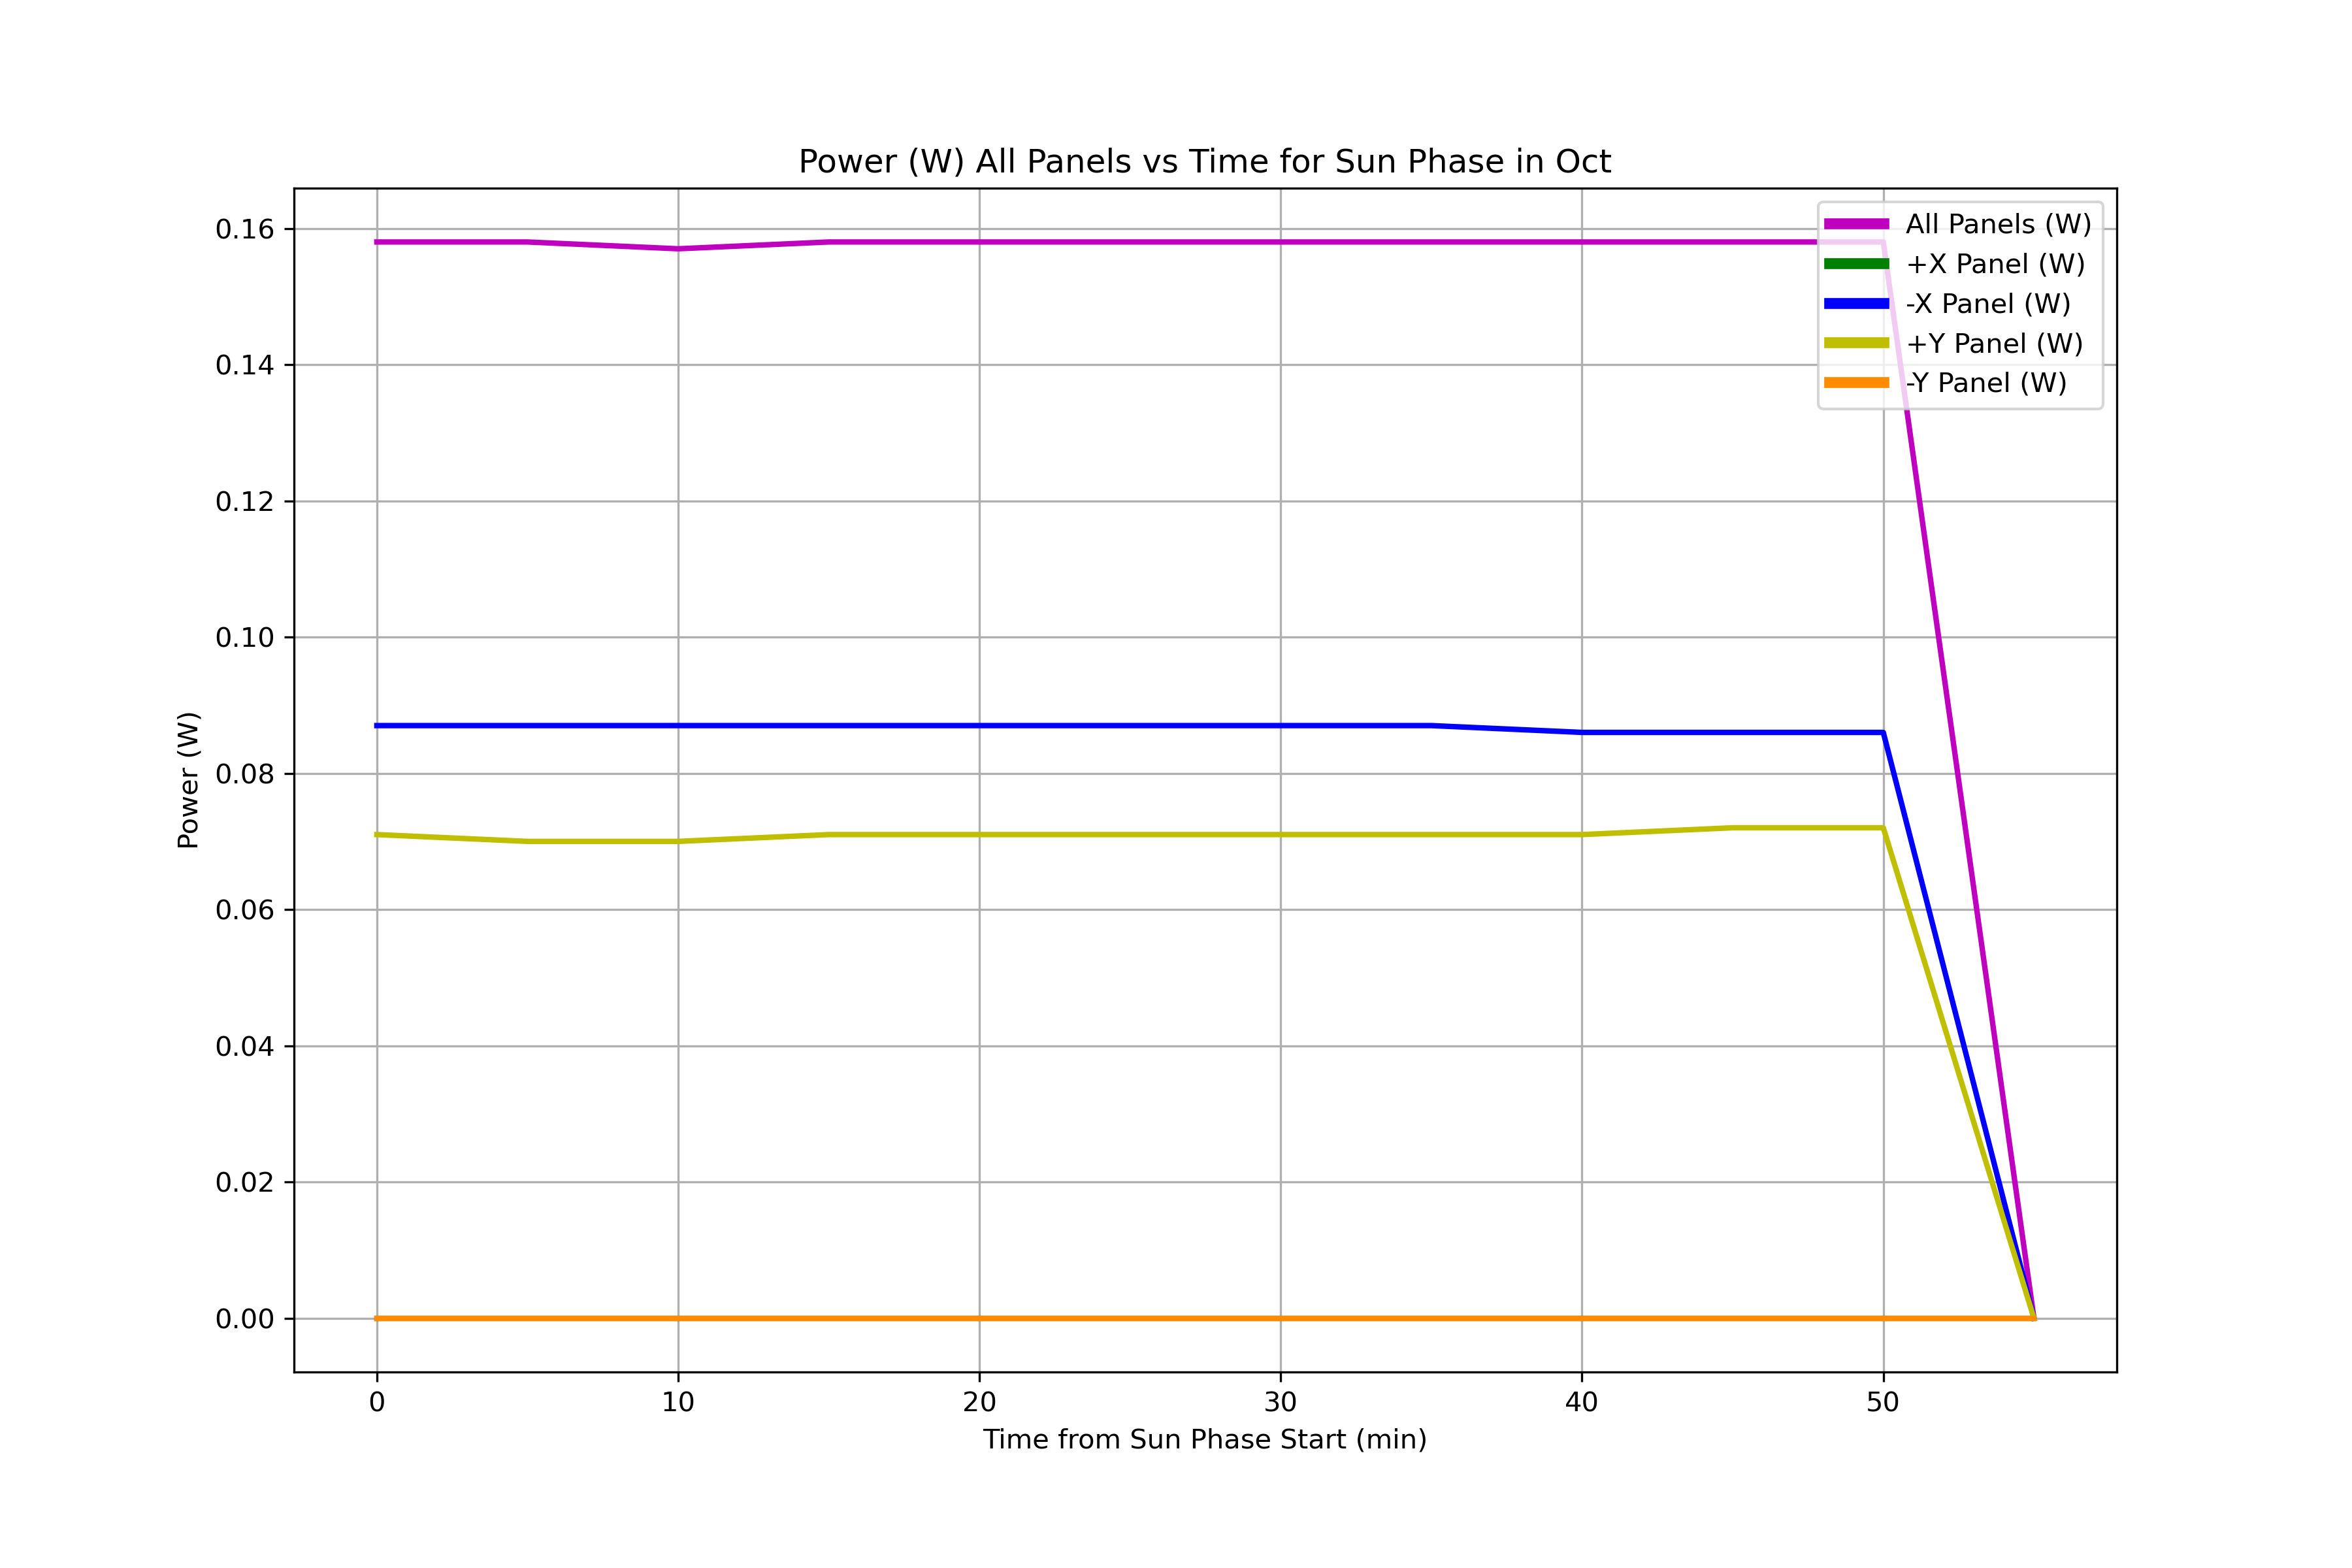 Power (W) All Panels vs Time for Sun Phase in Oct
All Panels (W)
+X Panel (W)
-X Panel (W)
+Y Panel (W)
-Y Panel (W)
Power (W)
0.16
0.14
0.12
0.10
0.08
0.06
0.04
0.02
0.00
0 10 20 30 40 50
Time from Sun Phase Start (min)